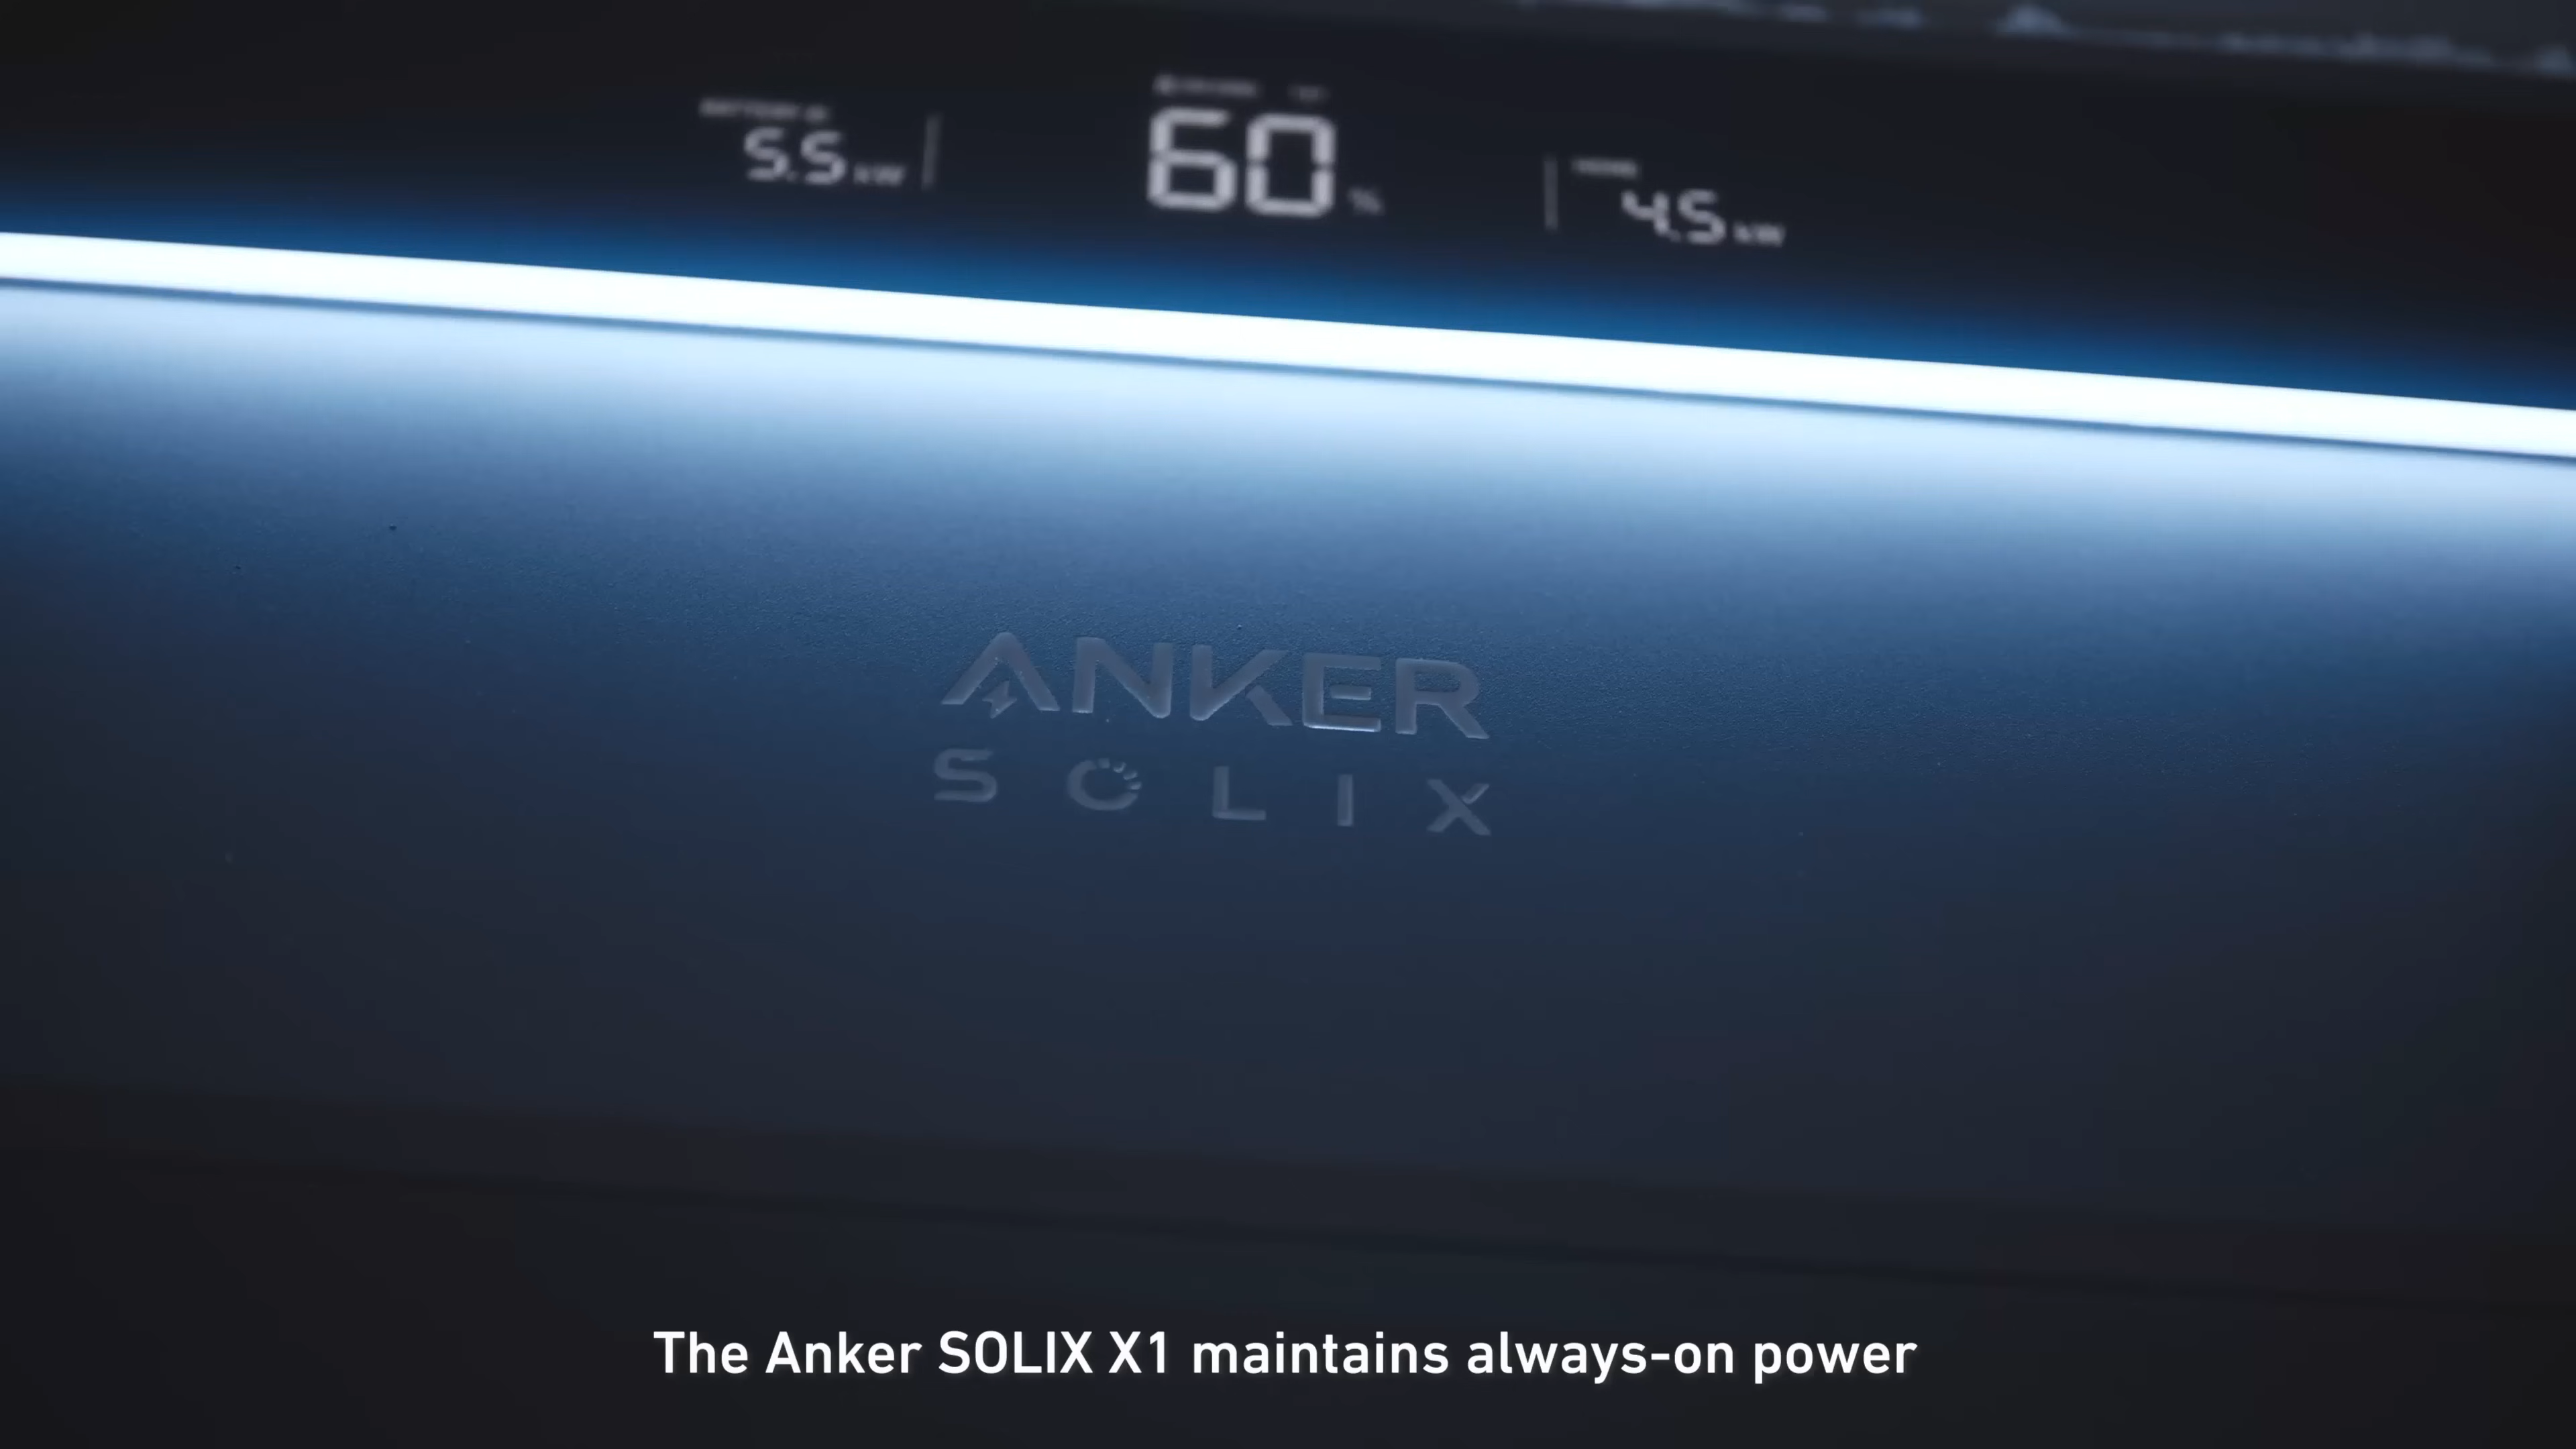 5.5 kW
60 %
4.5 kW
ANKER
SOLIX
The Anker SOLIX X1 maintains always-on power